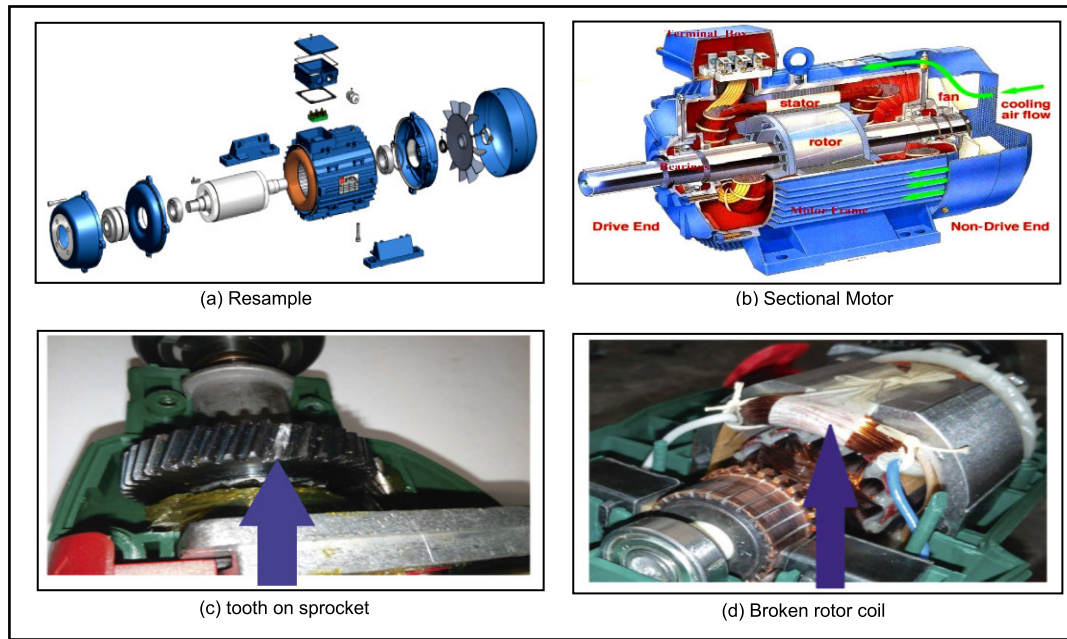 (a) Resample
Terminal Box
stator
fan
cooling
air flow
rotor
Bearings
Motor Frame
Drive End
Non-Drive End
(b) Sectional Motor
(c) tooth on sprocket
(d) Broken rotor coil